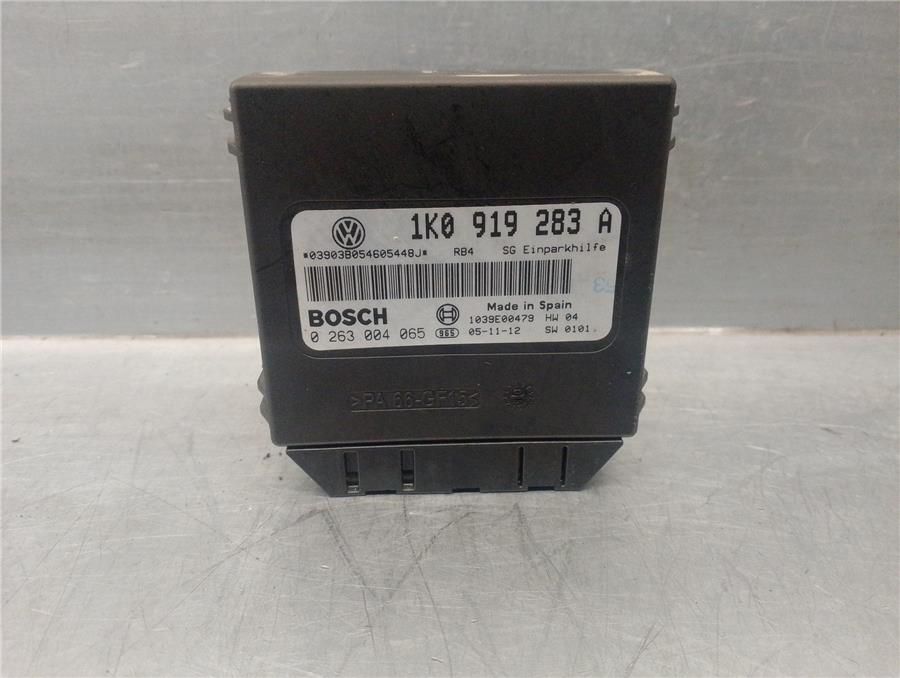 1K0 919 283 A
*03903B054605448J* RB4 SG Einparkhilfe
Made in Spain
BOSCH 1039E00479 HW 04
0 263 004 065 965 05-11-12 SW 0101
>PA 66-GF15<